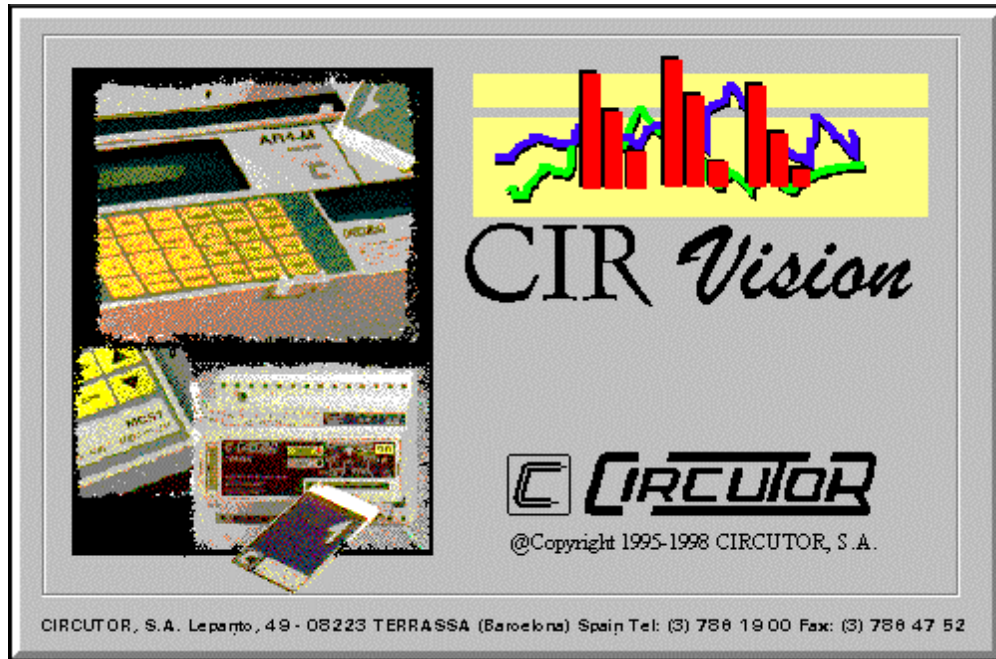 AR4-M
CIR Vision
MCS1
C CIRCUTOR
@Copyright 1995-1998 CIRCUTOR, S.A.
CIRCUTOR, S.A. Lepanto, 49 - 08223 TERRASSA (Barcelona) Spain Tel: (3) 786 19 00 Fax: (3) 786 47 52